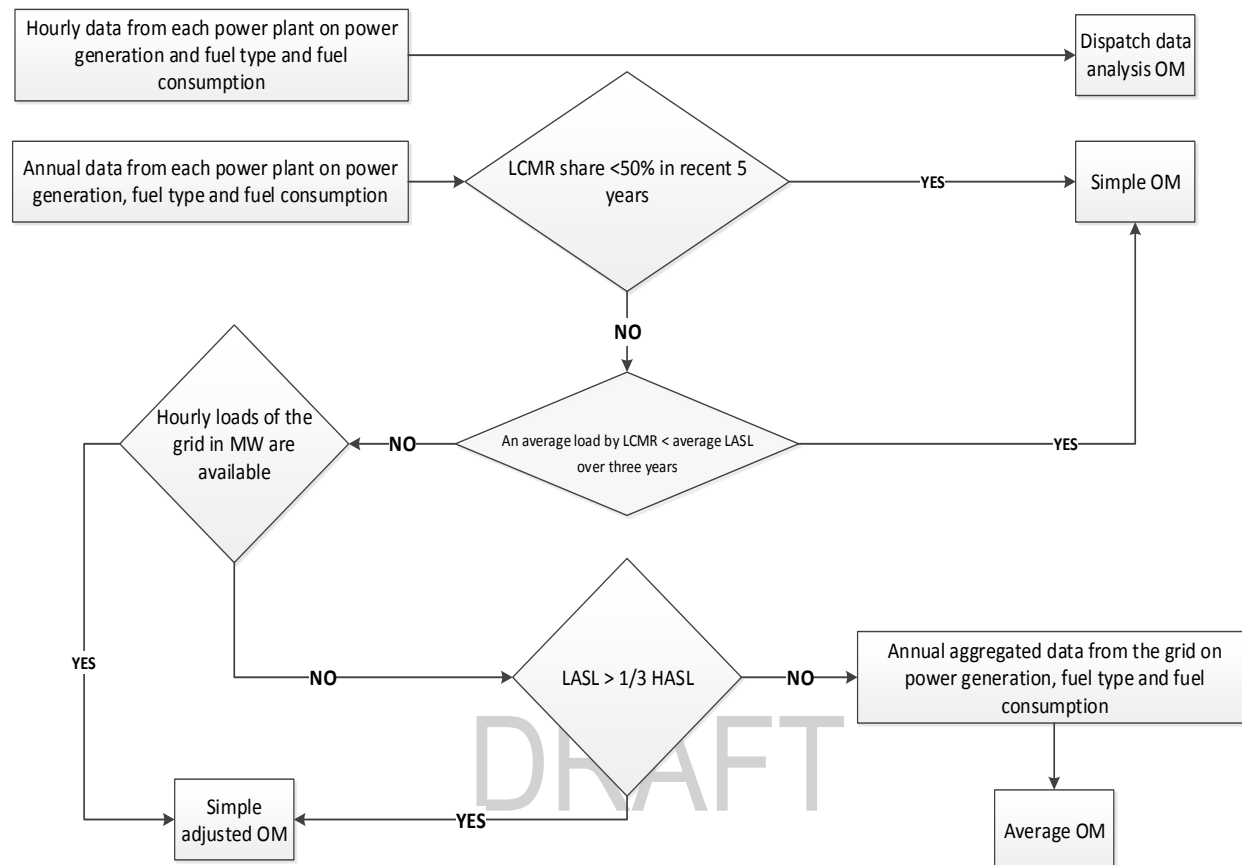 Hourly data from each power plant on power
generation and fuel type and fuel
consumption
Dispatch data
analysis OM
Annual data from each power plant on power
generation, fuel type and fuel consumption
LCMR share <50% in recent 5
years
YES
Simple OM
NO
Hourly loads of the
grid in MW are
available
NO
An average load by LCMR < average LASL
over three years
YES
YES
NO
LASL > 1/3 HASL
NO
Annual aggregated data from the grid on
power generation, fuel type and fuel
consumption
DRAFT
Simple
adjusted OM
YES
Average OM